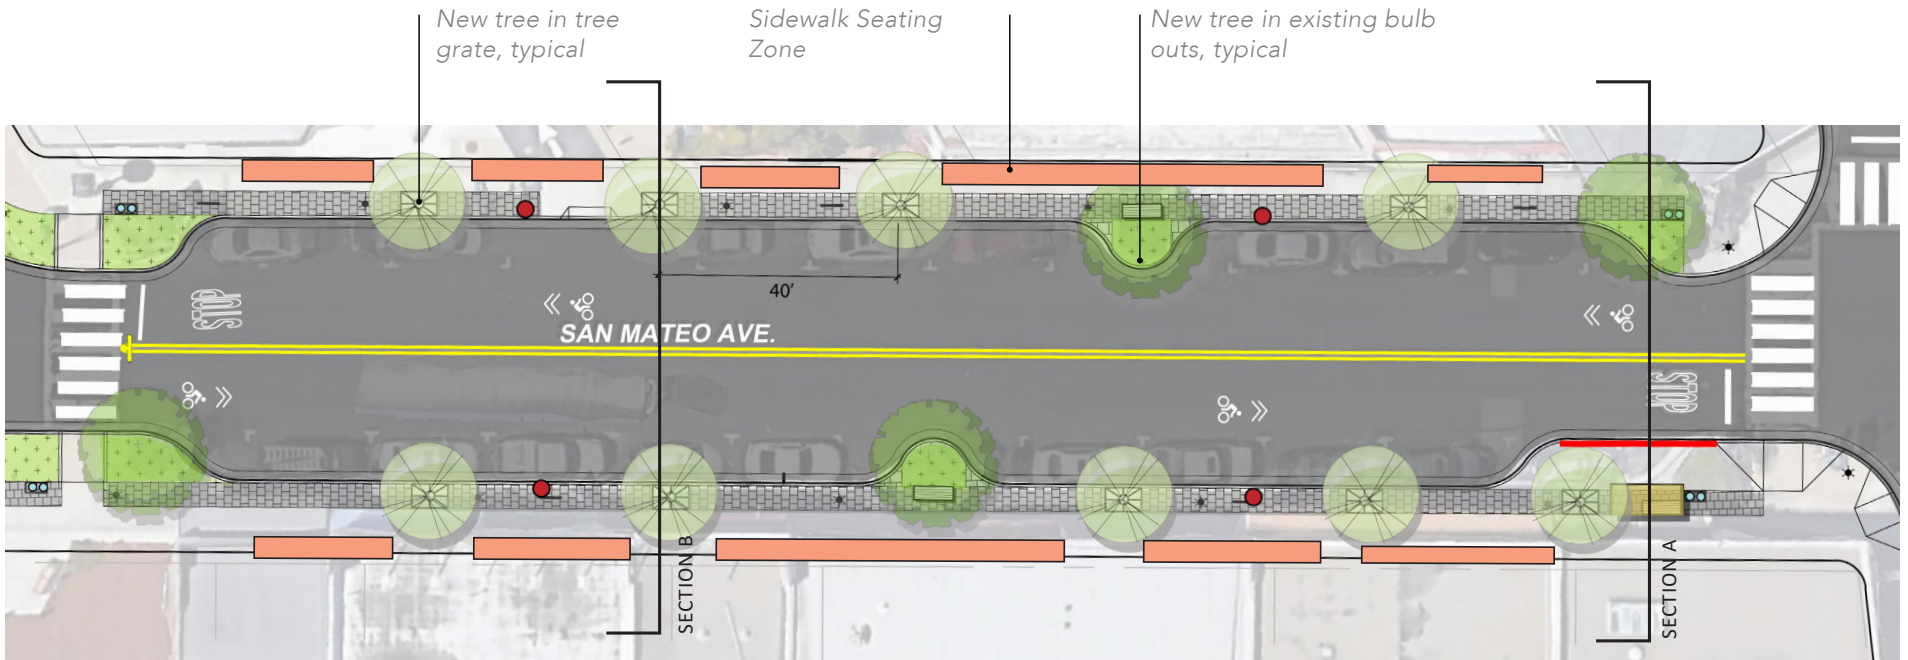 New tree in tree
grate, typical
Sidewalk Seating
Zone
New tree in existing bulb
outs, typical
STOP
40’
SAN MATEO AVE.
STOP
SECTION B
SECTION A